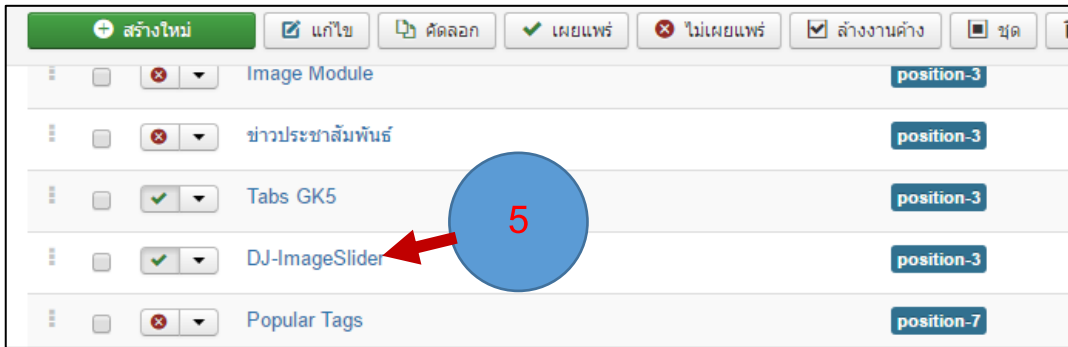 สร้างใหม่ แก้ไข คัดลอก เผยแพร่ ไม่เผยแพร่ ล้างงานค้าง ชุด
Image Module position-3
ข่าวประชาสัมพันธ์ position-3
Tabs GK5 position-3
5
DJ-ImageSlider position-3
Popular Tags position-7